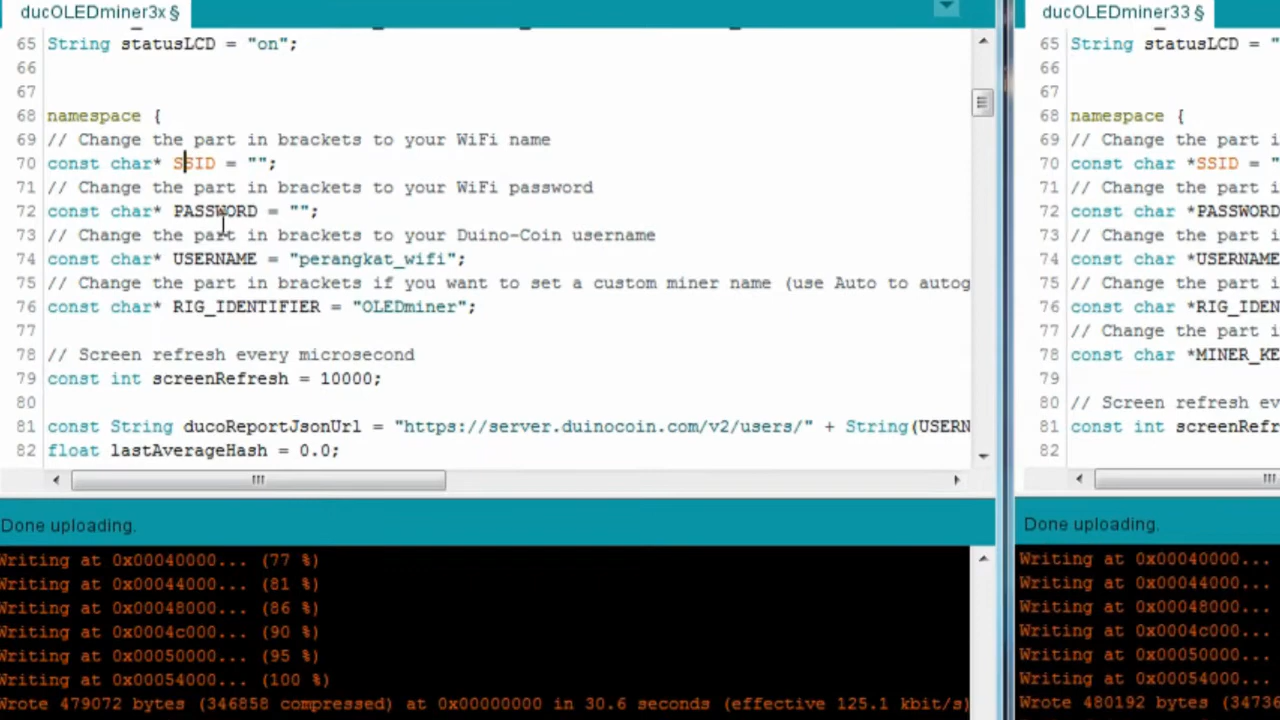 ducOLEDminer3x §
65 String statusLCD = "on";
66
67
68 namespace {
69 // Change the part in brackets to your WiFi name
70 const char* SSID = "";
71 // Change the part in brackets to your WiFi password
72 const char* PASSWORD = "";
73 // Change the part in brackets to your Duino-Coin username
74 const char* USERNAME = "perangkat_wifi";
75 // Change the part in brackets if you want to set a custom miner name (use Auto to autog
76 const char* RIG_IDENTIFIER = "OLEDminer";
77
78 // Screen refresh every microsecond
79 const int screenRefresh = 10000;
80
81 const String ducoReportJsonUrl = "https://server.duinocoin.com/v2/users/" + String(USERN
82 float lastAverageHash = 0.0;
Done uploading.
Writing at 0x00040000... (77 %)
Writing at 0x00044000... (81 %)
Writing at 0x00048000... (86 %)
Writing at 0x0004c000... (90 %)
Writing at 0x00050000... (95 %)
Writing at 0x00054000... (100 %)
Wrote 479072 bytes (346858 compressed) at 0x00000000 in 30.6 seconds (effective 125.1 kbit/s)
ducOLEDminer33 §
65 String statusLCD = "
66
67
68 namespace {
69 // Change the part i
70 const char *SSID = "
71 // Change the part i
72 const char *PASSWORD
73 // Change the part i
74 const char *USERNAME
75 // Change the part i
76 const char *RIG_IDEN
77 // Change the part i
78 const char *MINER_KE
79
80 // Screen refresh ev
81 const int screenRefr
82
Done uploading.
Writing at 0x00040000...
Writing at 0x00044000...
Writing at 0x00048000...
Writing at 0x0004c000...
Writing at 0x00050000...
Writing at 0x00054000...
Wrote 480192 bytes (34736